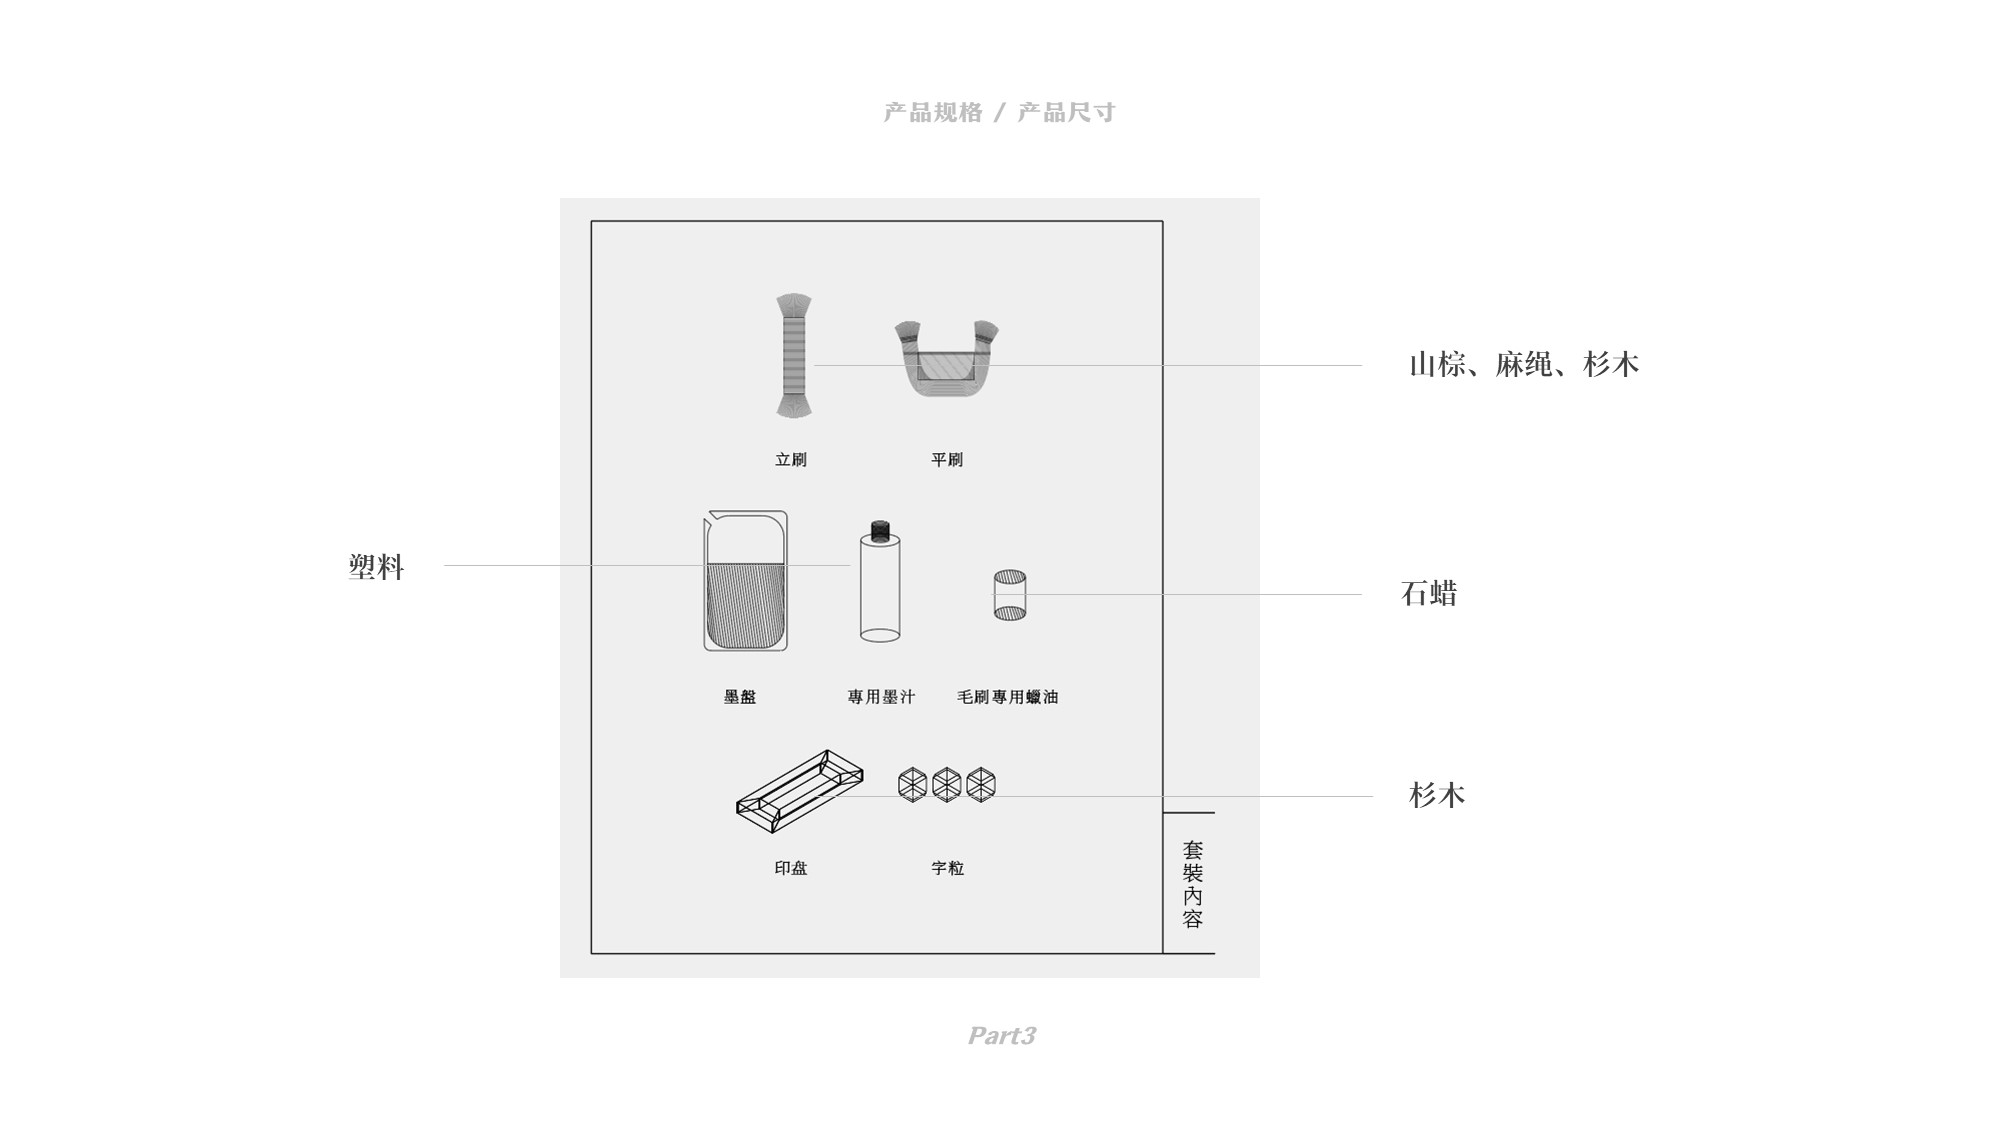 产品规格 / 产品尺寸
山棕、麻绳、杉木
立刷
平刷
塑料
石蜡
墨盤
專用墨汁
毛刷專用蠟油
杉木
印盘
字粒
套裝內容
Part3